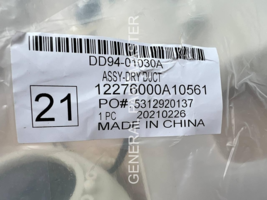 DD94-01030A
ASSY-DRY DUCT
21
12276000A10561
PO#: 5312920137
1 PC 20210226
MADE IN CHINA